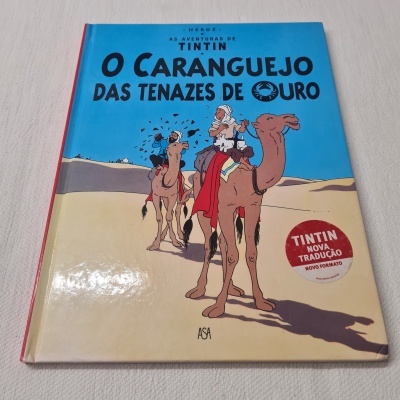 HERGÉ
AS AVENTURAS DE
TINTIN
O CARANGUEJO
DAS TENAZES DE OURO
TINTIN
NOVA
TRADUÇÃO
NOVO FORMATO
ASA